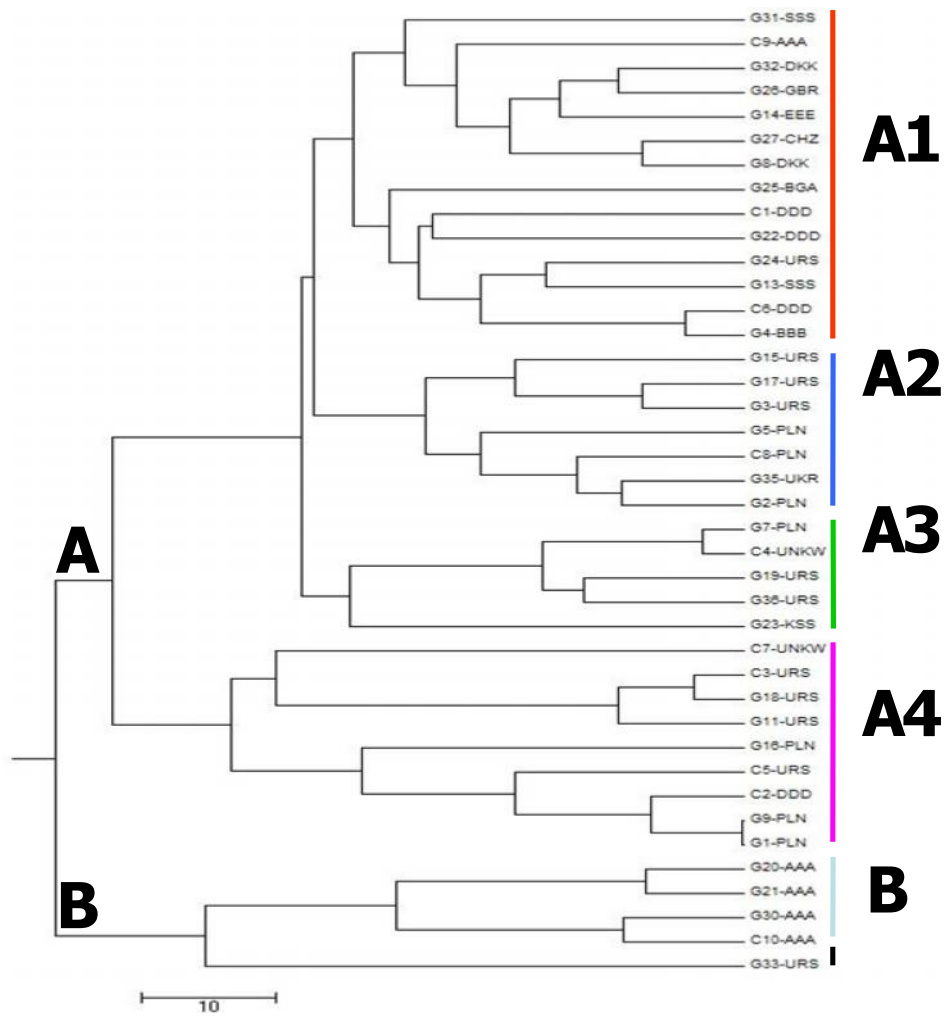 G31-SSS
C9-AAA
G32-DKK
G26-GBR
G14-EEE
A1
G27-CHZ
G8-DKK
G25-BGA
C1-DDD
G22-DDD
G24-URS
G13-SSS
C6-DDD
G4-BBB
G15-URS
A2
G17-URS
G3-URS
G5-PLN
C8-PLN
G35-UKR
G2-PLN
G7-PLN
A3
A
C4-UNKW
G19-URS
G36-URS
G23-KSS
C7-UNKW
C3-URS
G18-URS
A4
G11-URS
G16-PLN
C5-URS
C2-DDD
G9-PLN
G1-PLN
G20-AAA
G21-AAA
B
B
G30-AAA
C10-AAA
G33-URS
10